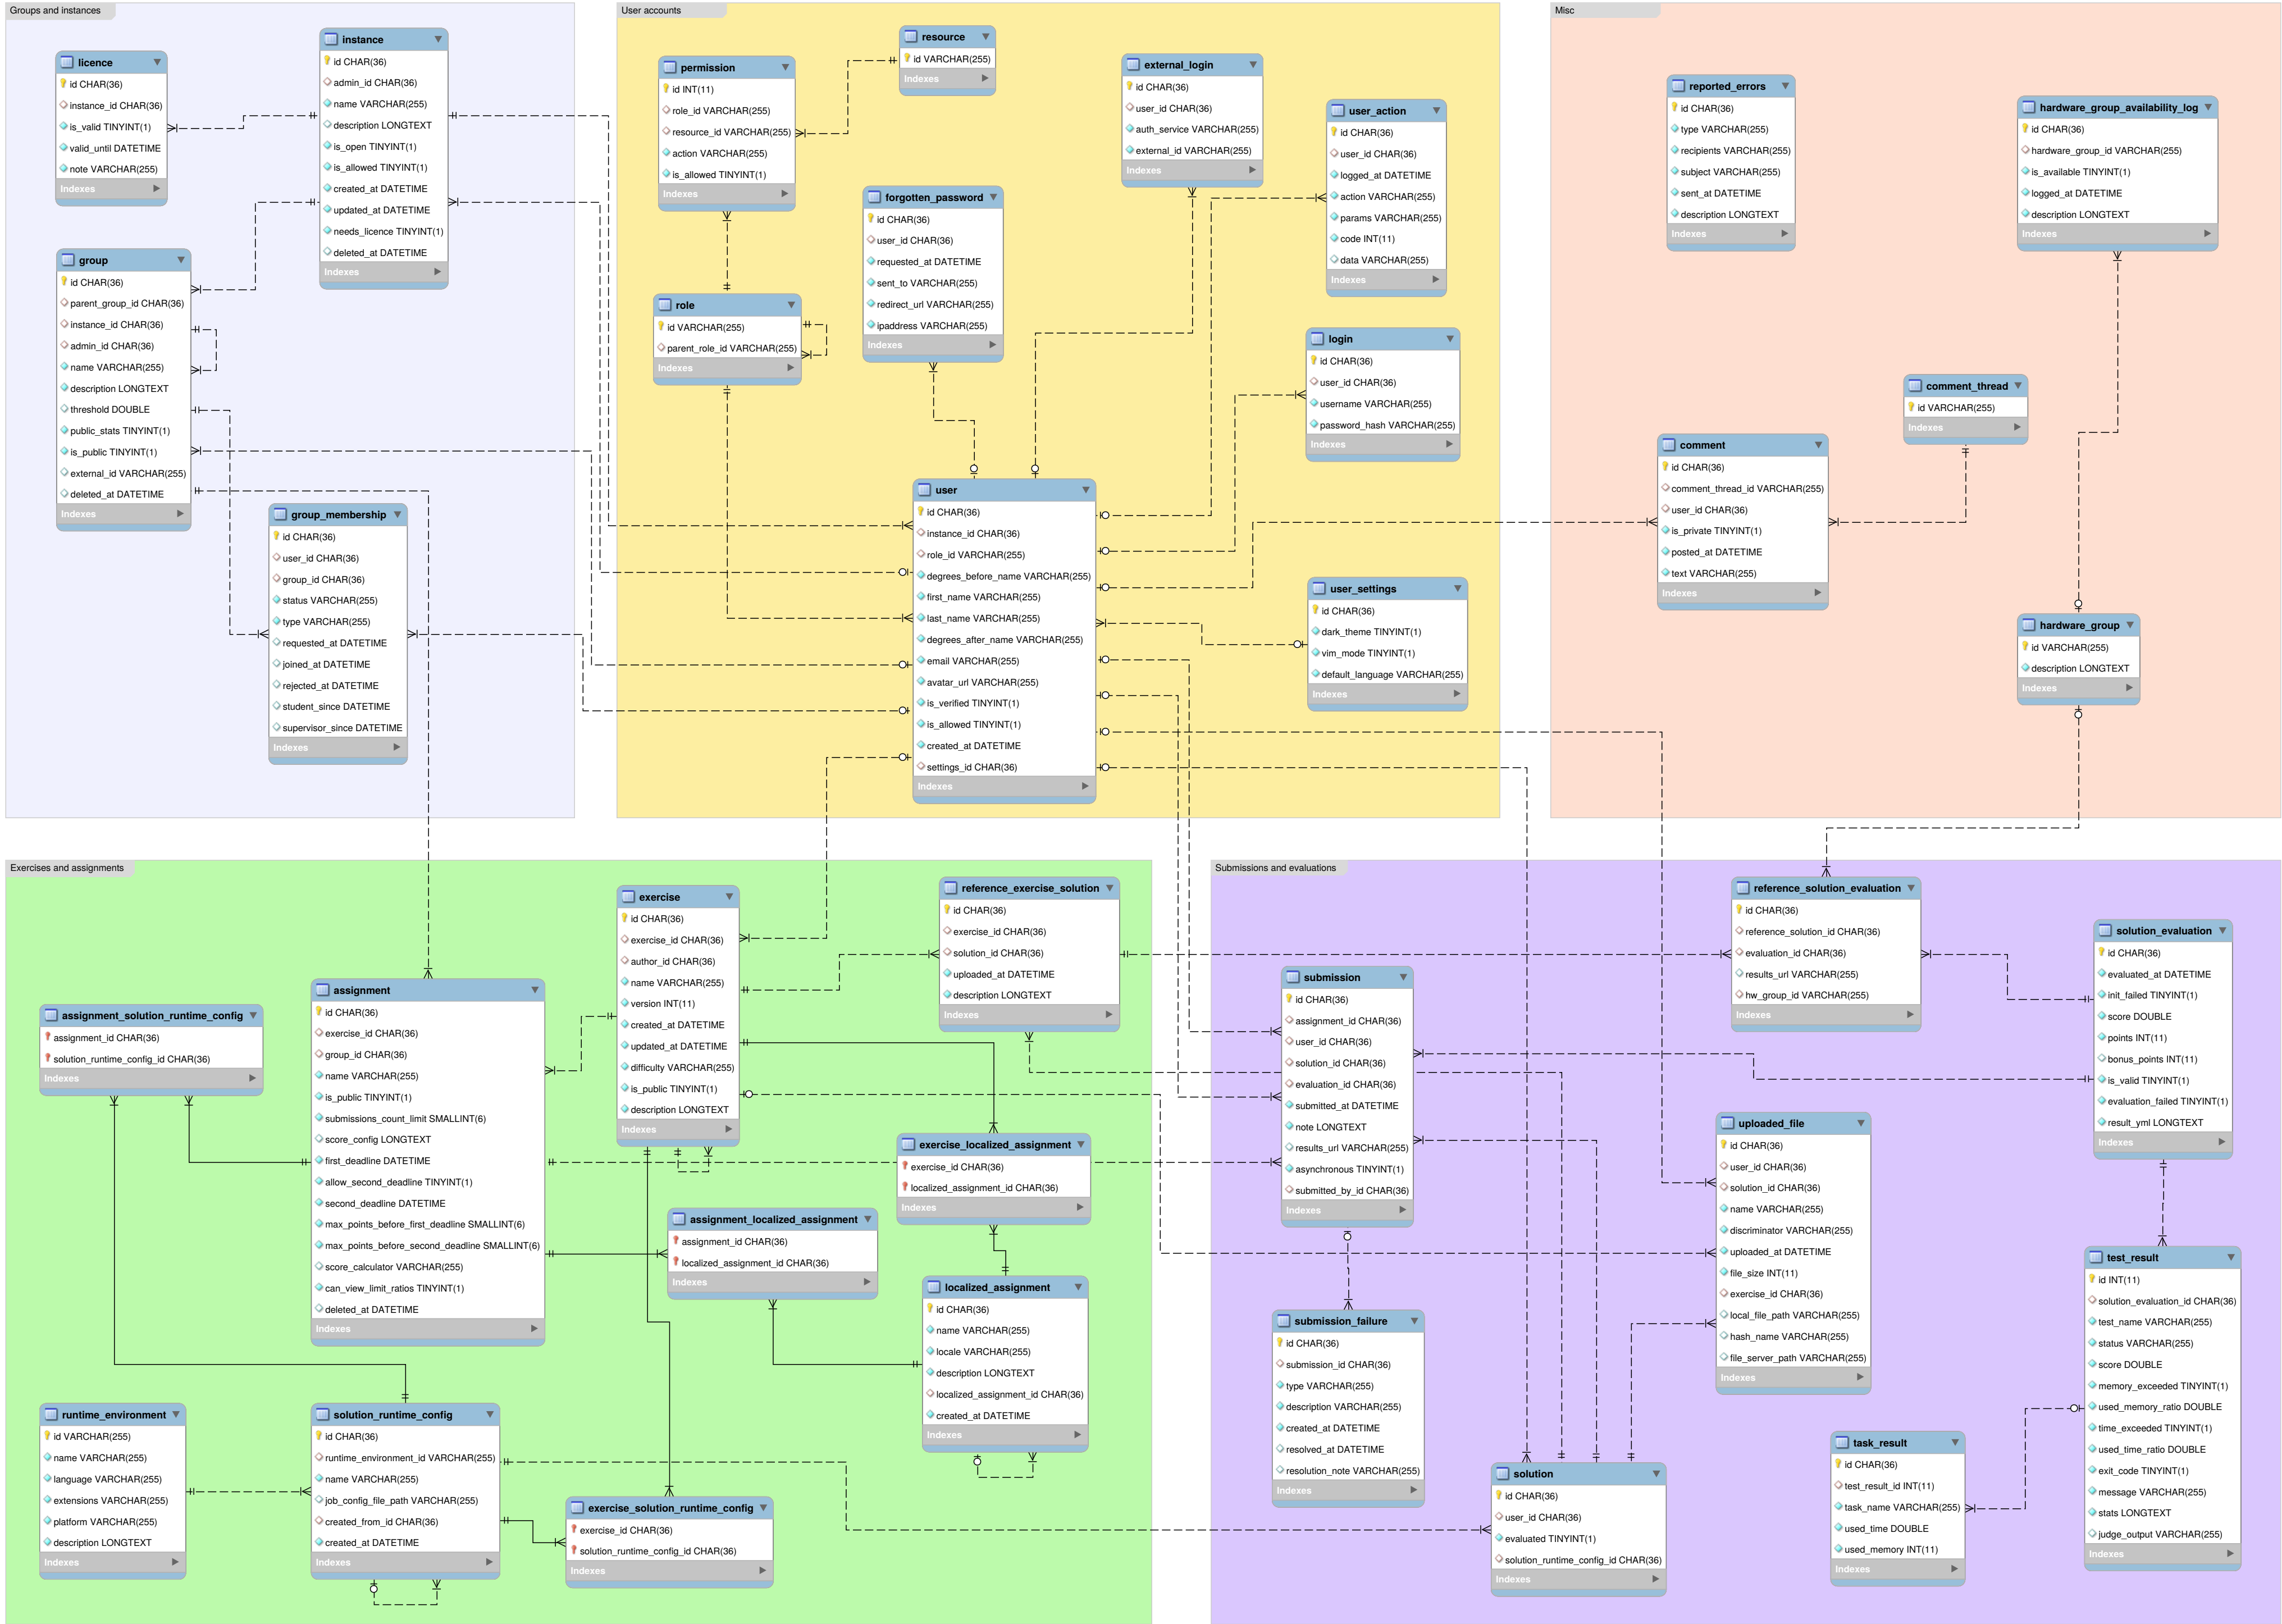 Groups and instances
licence
id CHAR(36)
instance_id CHAR(36)
is_valid TINYINT(1)
valid_until DATETIME
note VARCHAR(255)
Indexes
instance
id CHAR(36)
admin_id CHAR(36)
name VARCHAR(255)
description LONGTEXT
is_open TINYINT(1)
is_allowed TINYINT(1)
created_at DATETIME
updated_at DATETIME
needs_licence TINYINT(1)
deleted_at DATETIME
Indexes
group
id CHAR(36)
parent_group_id CHAR(36)
instance_id CHAR(36)
admin_id CHAR(36)
name VARCHAR(255)
description LONGTEXT
threshold DOUBLE
public_stats TINYINT(1)
is_public TINYINT(1)
external_id VARCHAR(255)
deleted_at DATETIME
Indexes
group_membership
id CHAR(36)
user_id CHAR(36)
group_id CHAR(36)
status VARCHAR(255)
type VARCHAR(255)
requested_at DATETIME
joined_at DATETIME
rejected_at DATETIME
student_since DATETIME
supervisor_since DATETIME
Indexes
User accounts
permission
id INT(11)
role_id VARCHAR(255)
resource_id VARCHAR(255)
action VARCHAR(255)
is_allowed TINYINT(1)
Indexes
resource
id VARCHAR(255)
Indexes
external_login
id CHAR(36)
user_id CHAR(36)
auth_service VARCHAR(255)
external_id VARCHAR(255)
Indexes
user_action
id CHAR(36)
user_id CHAR(36)
logged_at DATETIME
action VARCHAR(255)
params VARCHAR(255)
code INT(11)
data VARCHAR(255)
Indexes
forgotten_password
id CHAR(36)
user_id CHAR(36)
requested_at DATETIME
sent_to VARCHAR(255)
redirect_url VARCHAR(255)
ipaddress VARCHAR(255)
Indexes
role
id VARCHAR(255)
parent_role_id VARCHAR(255)
Indexes
login
id CHAR(36)
user_id CHAR(36)
username VARCHAR(255)
password_hash VARCHAR(255)
Indexes
user
id CHAR(36)
instance_id CHAR(36)
role_id VARCHAR(255)
degrees_before_name VARCHAR(255)
first_name VARCHAR(255)
last_name VARCHAR(255)
degrees_after_name VARCHAR(255)
email VARCHAR(255)
avatar_url VARCHAR(255)
is_verified TINYINT(1)
is_allowed TINYINT(1)
created_at DATETIME
settings_id CHAR(36)
Indexes
user_settings
id CHAR(36)
dark_theme TINYINT(1)
vim_mode TINYINT(1)
default_language VARCHAR(255)
Indexes
Misc
reported_errors
id CHAR(36)
type VARCHAR(255)
recipients VARCHAR(255)
subject VARCHAR(255)
sent_at DATETIME
description LONGTEXT
Indexes
hardware_group_availability_log
id CHAR(36)
hardware_group_id VARCHAR(255)
is_available TINYINT(1)
logged_at DATETIME
description LONGTEXT
Indexes
comment_thread
id VARCHAR(255)
Indexes
comment
id CHAR(36)
comment_thread_id VARCHAR(255)
user_id CHAR(36)
is_private TINYINT(1)
posted_at DATETIME
text VARCHAR(255)
Indexes
hardware_group
id VARCHAR(255)
description LONGTEXT
Indexes
Exercises and assignments
exercise
id CHAR(36)
exercise_id CHAR(36)
author_id CHAR(36)
name VARCHAR(255)
version INT(11)
created_at DATETIME
updated_at DATETIME
difficulty VARCHAR(255)
is_public TINYINT(1)
description LONGTEXT
Indexes
reference_exercise_solution
id CHAR(36)
exercise_id CHAR(36)
solution_id CHAR(36)
uploaded_at DATETIME
description LONGTEXT
Indexes
assignment
id CHAR(36)
exercise_id CHAR(36)
group_id CHAR(36)
name VARCHAR(255)
is_public TINYINT(1)
submissions_count_limit SMALLINT(6)
score_config LONGTEXT
first_deadline DATETIME
allow_second_deadline TINYINT(1)
second_deadline DATETIME
max_points_before_first_deadline SMALLINT(6)
max_points_before_second_deadline SMALLINT(6)
score_calculator VARCHAR(255)
can_view_limit_ratios TINYINT(1)
deleted_at DATETIME
Indexes
assignment_solution_runtime_config
assignment_id CHAR(36)
solution_runtime_config_id CHAR(36)
Indexes
exercise_localized_assignment
exercise_id CHAR(36)
localized_assignment_id CHAR(36)
Indexes
assignment_localized_assignment
assignment_id CHAR(36)
localized_assignment_id CHAR(36)
Indexes
localized_assignment
id CHAR(36)
name VARCHAR(255)
locale VARCHAR(255)
description LONGTEXT
localized_assignment_id CHAR(36)
created_at DATETIME
Indexes
runtime_environment
id VARCHAR(255)
name VARCHAR(255)
language VARCHAR(255)
extensions VARCHAR(255)
platform VARCHAR(255)
description LONGTEXT
Indexes
solution_runtime_config
id CHAR(36)
runtime_environment_id VARCHAR(255)
name VARCHAR(255)
job_config_file_path VARCHAR(255)
created_from_id CHAR(36)
created_at DATETIME
Indexes
exercise_solution_runtime_config
exercise_id CHAR(36)
solution_runtime_config_id CHAR(36)
Indexes
Submissions and evaluations
reference_solution_evaluation
id CHAR(36)
reference_solution_id CHAR(36)
evaluation_id CHAR(36)
results_url VARCHAR(255)
hw_group_id VARCHAR(255)
Indexes
solution_evaluation
id CHAR(36)
evaluated_at DATETIME
init_failed TINYINT(1)
score DOUBLE
points INT(11)
bonus_points INT(11)
is_valid TINYINT(1)
evaluation_failed TINYINT(1)
result_yml LONGTEXT
Indexes
submission
id CHAR(36)
assignment_id CHAR(36)
user_id CHAR(36)
solution_id CHAR(36)
evaluation_id CHAR(36)
submitted_at DATETIME
note LONGTEXT
results_url VARCHAR(255)
asynchronous TINYINT(1)
submitted_by_id CHAR(36)
Indexes
uploaded_file
id CHAR(36)
user_id CHAR(36)
solution_id CHAR(36)
name VARCHAR(255)
discriminator VARCHAR(255)
uploaded_at DATETIME
file_size INT(11)
exercise_id CHAR(36)
local_file_path VARCHAR(255)
hash_name VARCHAR(255)
file_server_path VARCHAR(255)
Indexes
submission_failure
id CHAR(36)
submission_id CHAR(36)
type VARCHAR(255)
description VARCHAR(255)
created_at DATETIME
resolved_at DATETIME
resolution_note VARCHAR(255)
Indexes
test_result
id INT(11)
solution_evaluation_id CHAR(36)
test_name VARCHAR(255)
status VARCHAR(255)
score DOUBLE
memory_exceeded TINYINT(1)
used_memory_ratio DOUBLE
time_exceeded TINYINT(1)
used_time_ratio DOUBLE
exit_code TINYINT(1)
message VARCHAR(255)
stats LONGTEXT
judge_output VARCHAR(255)
Indexes
task_result
id CHAR(36)
test_result_id INT(11)
task_name VARCHAR(255)
used_time DOUBLE
used_memory INT(11)
Indexes
solution
id CHAR(36)
user_id CHAR(36)
evaluated TINYINT(1)
solution_runtime_config_id CHAR(36)
Indexes